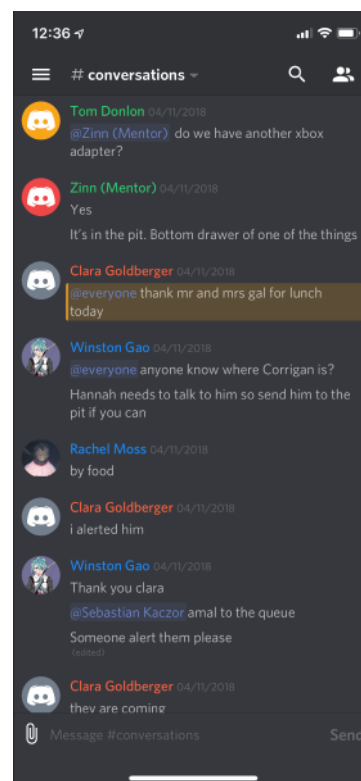 12:36
# conversations
Tom Donlon 04/11/2018
@Zinn (Mentor) do we have another xbox
adapter?
Zinn (Mentor) 04/11/2018
Yes
It's in the pit. Bottom drawer of one of the things
Clara Goldberger 04/11/2018
@everyone thank mr and mrs gal for lunch
today
Winston Gao 04/11/2018
@everyone anyone know where Corrigan is?
Hannah needs to talk to him so send him to the
pit if you can
Rachel Moss 04/11/2018
by food
Clara Goldberger 04/11/2018
i alerted him
Winston Gao 04/11/2018
Thank you clara
@Sebastian Kaczor amal to the queue
Someone alert them please
(edited)
Clara Goldberger 04/11/2018
they are coming
Message #conversations
Send